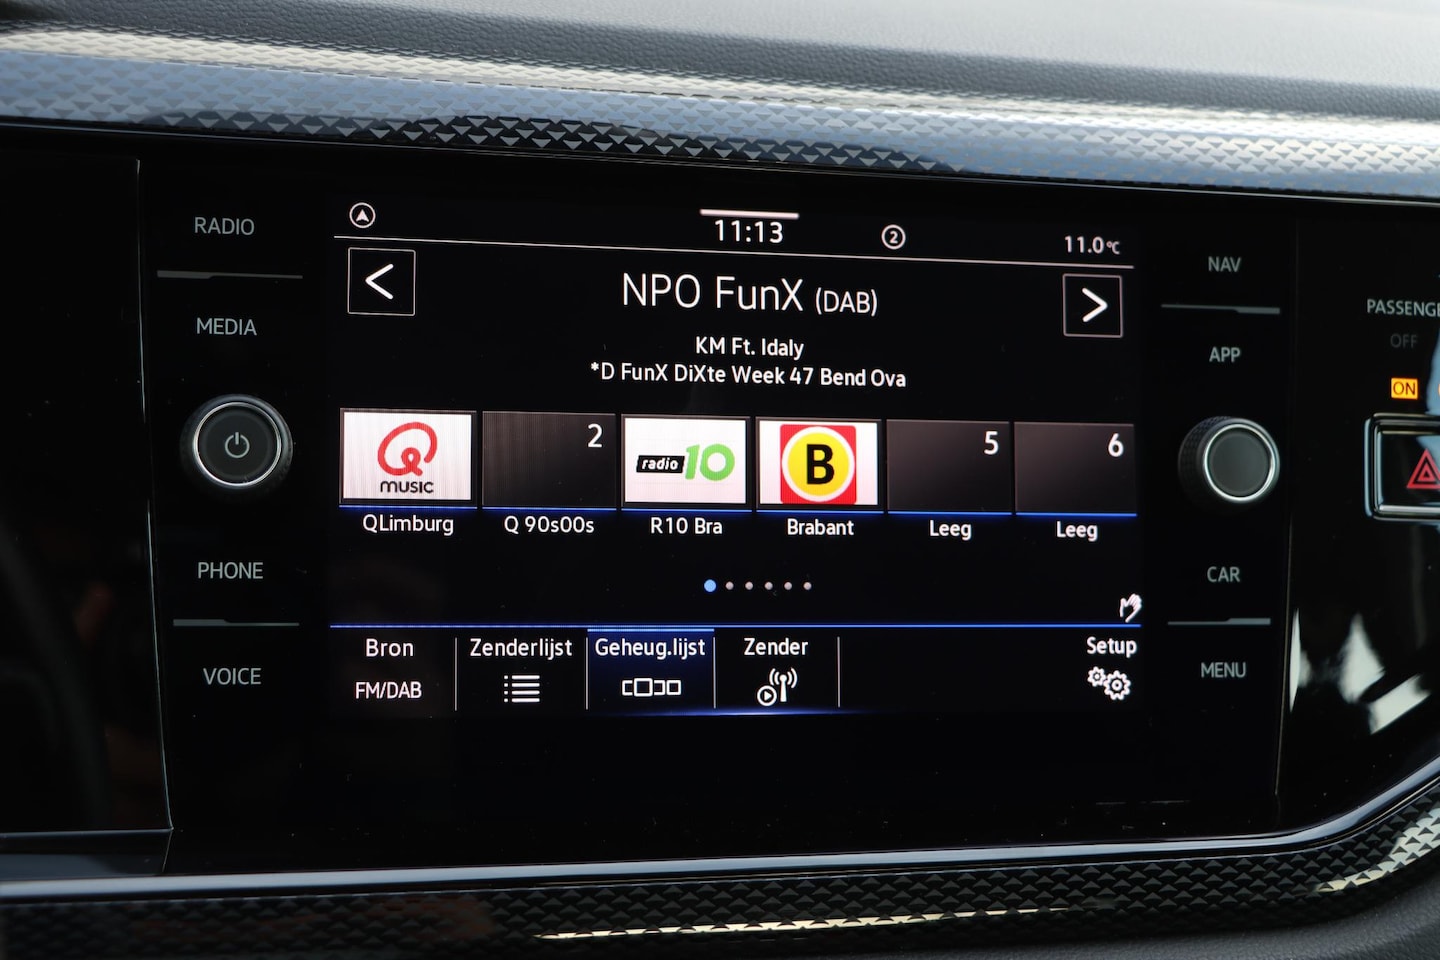 RADIO
MEDIA
PHONE
VOICE
11:13
2
11.0°C
NPO FunX (DAB)
KM Ft. Idaly
*D FunX DiXte Week 47 Bend Ova
MUSIC
2
radio 10
B
5
6
QLimburg
Q 90s00s
R10 Bra
Brabant
Leeg
Leeg
Bron
Zenderlijst
Geheug.lijst
Zender
Setup
FM/DAB
NAV
APP
CAR
MENU
PASSENGE
OFF
ON